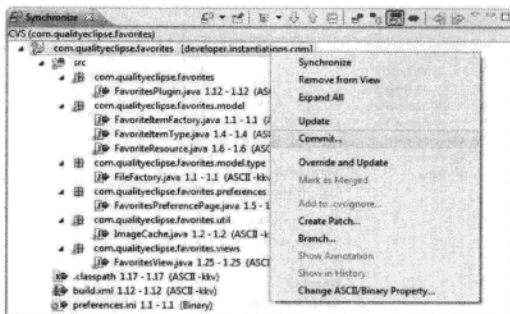 Synchronize
CVS (com.qualityeclipse.favorites)
com.qualityeclipse.favorites [developer.instantiations.com]
src
com.qualityeclipse.favorites
FavoritesPlugin.java 1.12 - 1.12 (ASC
com.qualityeclipse.favorites.model
FavoriteItemFactory.java 1.1 - 1.1 (A
FavoriteItemType.java 1.4 - 1.4 (ASC
FavoriteResource.java 1.6 - 1.6 (ASC
com.qualityeclipse.favorites.model.type
FileFactory.java 1.1 - 1.1 (ASCII -kk
com.qualityeclipse.favorites.preferences
FavoritesPreferencePage.java 1.5 - 1
com.qualityeclipse.favorites.util
ImageCache.java 1.2 - 1.2 (ASCII -kk
com.qualityeclipse.favorites.views
FavoritesView.java 1.25 - 1.25 (ASCI
.classpath 1.17 - 1.17 (ASCII -kkv)
build.xml 1.12 - 1.12 (ASCII -kkv)
preferences.ini 1.1 - 1.1 (Binary)
Synchronize
Remove from View
Expand All
Update
Commit...
Override and Update
Mark as Merged
Add to .cvsignore...
Create Patch...
Branch...
Show Annotation
Show in History
Change ASCII/Binary Property...